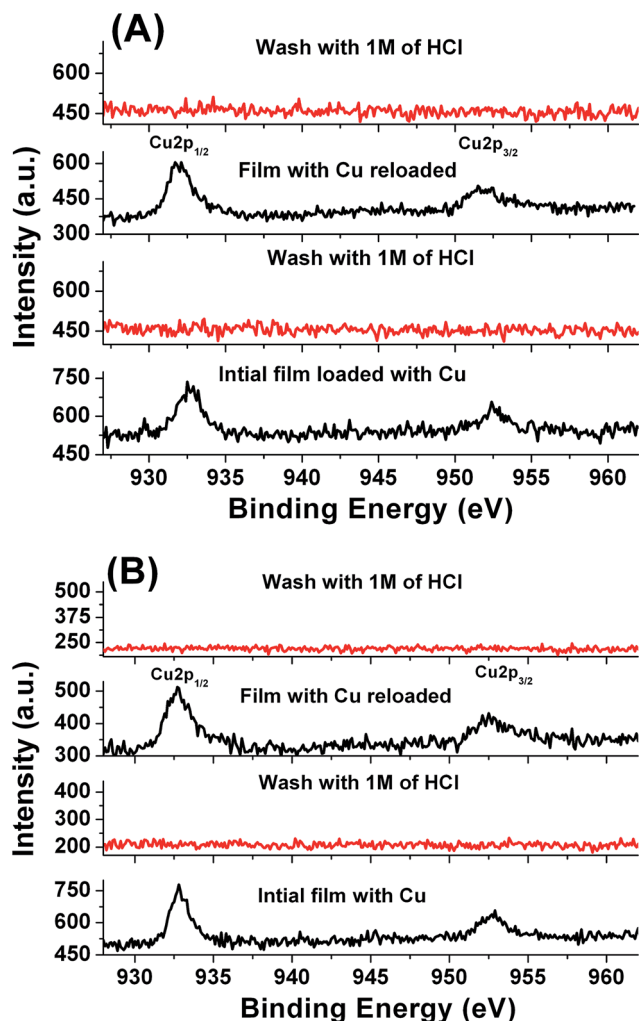 (A)
Wash with 1M of HCl
600
450
Cu2p1/2
Cu2p3/2
Film with Cu reloaded
600
450
300
Wash with 1M of HCl
600
450
Intial film loaded with Cu
750
600
450
930 935 940 945 950 955 960
Binding Energy (eV)
Intensity (a.u.)
(B)
Wash with 1M of HCl
500
375
250
Cu2p1/2
Cu2p3/2
Film with Cu reloaded
500
400
300
Wash with 1M of HCl
400
300
200
Intial film with Cu
750
600
450
930 935 940 945 950 955 960
Binding Energy (eV)
Intensity (a.u.)